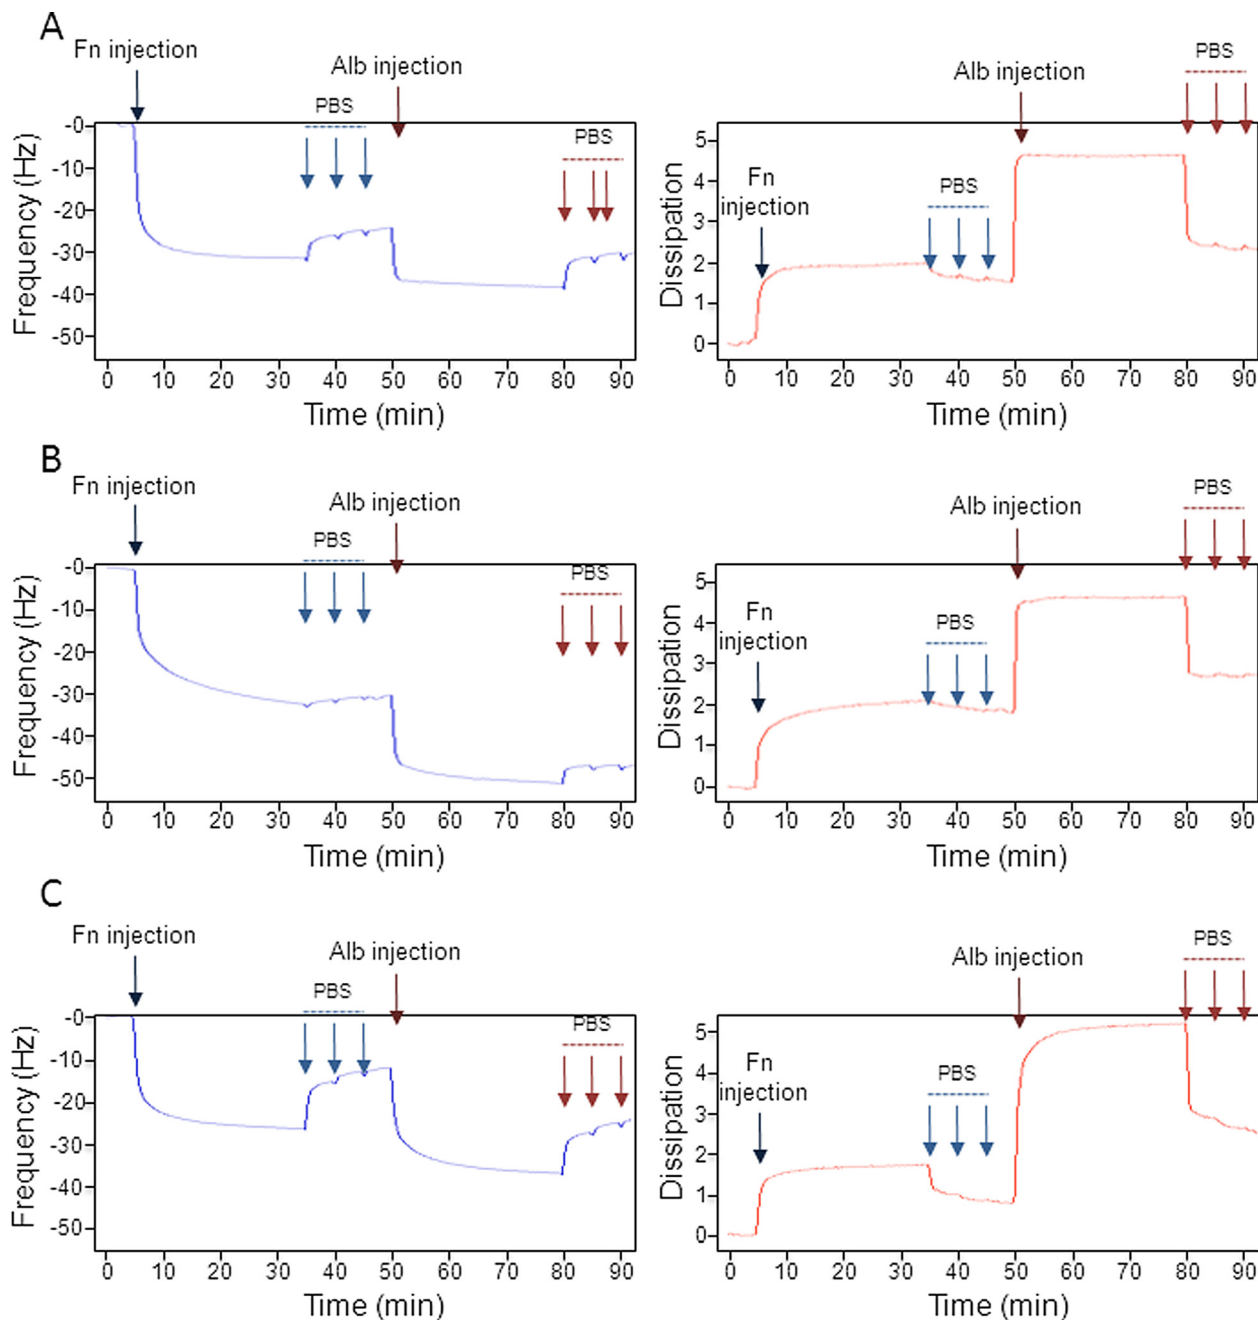 A
Fn injection
Alb injection
PBS
PBS
-0
-10
-20
-30
-40
-50
Frequency (Hz)
0 10 20 30 40 50 60 70 80 90
Time (min)
Alb injection
PBS
Fn
injection
PBS
5
4
3
2
1
0
Dissipation
0 10 20 30 40 50 60 70 80 90
Time (min)
B
Fn injection
Alb injection
PBS
PBS
-0
-10
-20
-30
-40
-50
Frequency (Hz)
0 10 20 30 40 50 60 70 80 90
Time (min)
Alb injection
PBS
Fn
injection
PBS
5
4
3
2
1
0
Dissipation
0 10 20 30 40 50 60 70 80 90
Time (min)
C
Fn injection
Alb injection
PBS
PBS
-0
-10
-20
-30
-40
-50
Frequency (Hz)
0 10 20 30 40 50 60 70 80 90
Time (min)
Alb injection
PBS
Fn
injection
PBS
5
4
3
2
1
0
Dissipation
0 10 20 30 40 50 60 70 80 90
Time (min)